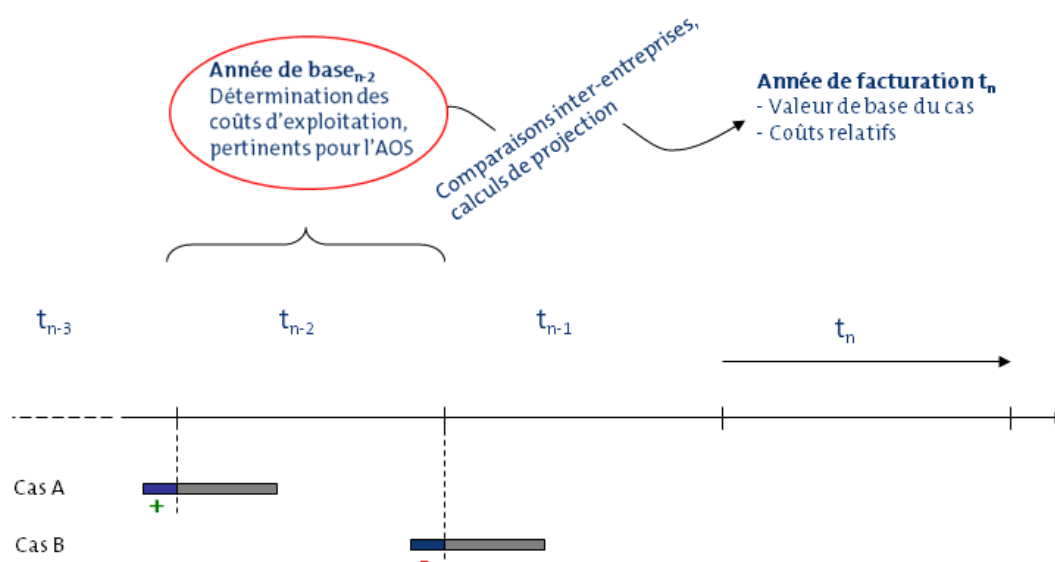 Année de base n-2
Détermination des
coûts d'exploitation,
pertinents pour l'AOS
Comparaisons inter-entreprises,
calculs de projection
Année de facturation tn
- Valeur de base du cas
- Coûts relatifs
tn-3
tn-2
tn-1
tn
Cas A
+
Cas B